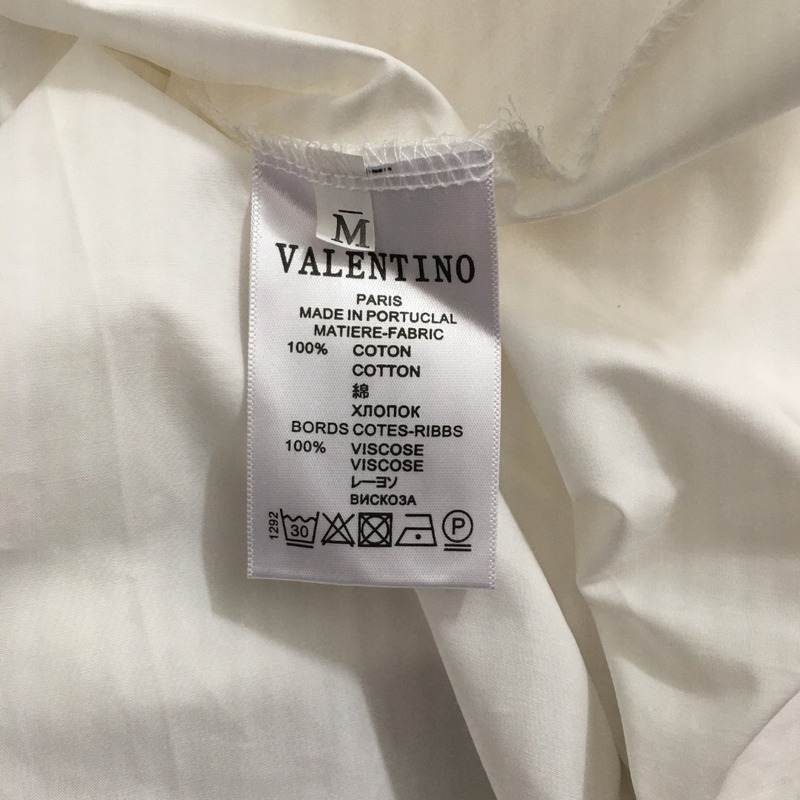 M
VALENTINO
PARIS
MADE IN PORTUCLAL
MATIERE-FABRIC
100% COTON
COTTON
綿
ХЛОПОК
BORDS COTES-RIBBS
100% VISCOSE
VISCOSE
レーヨン
ВИСКОЗА
1292
30
P